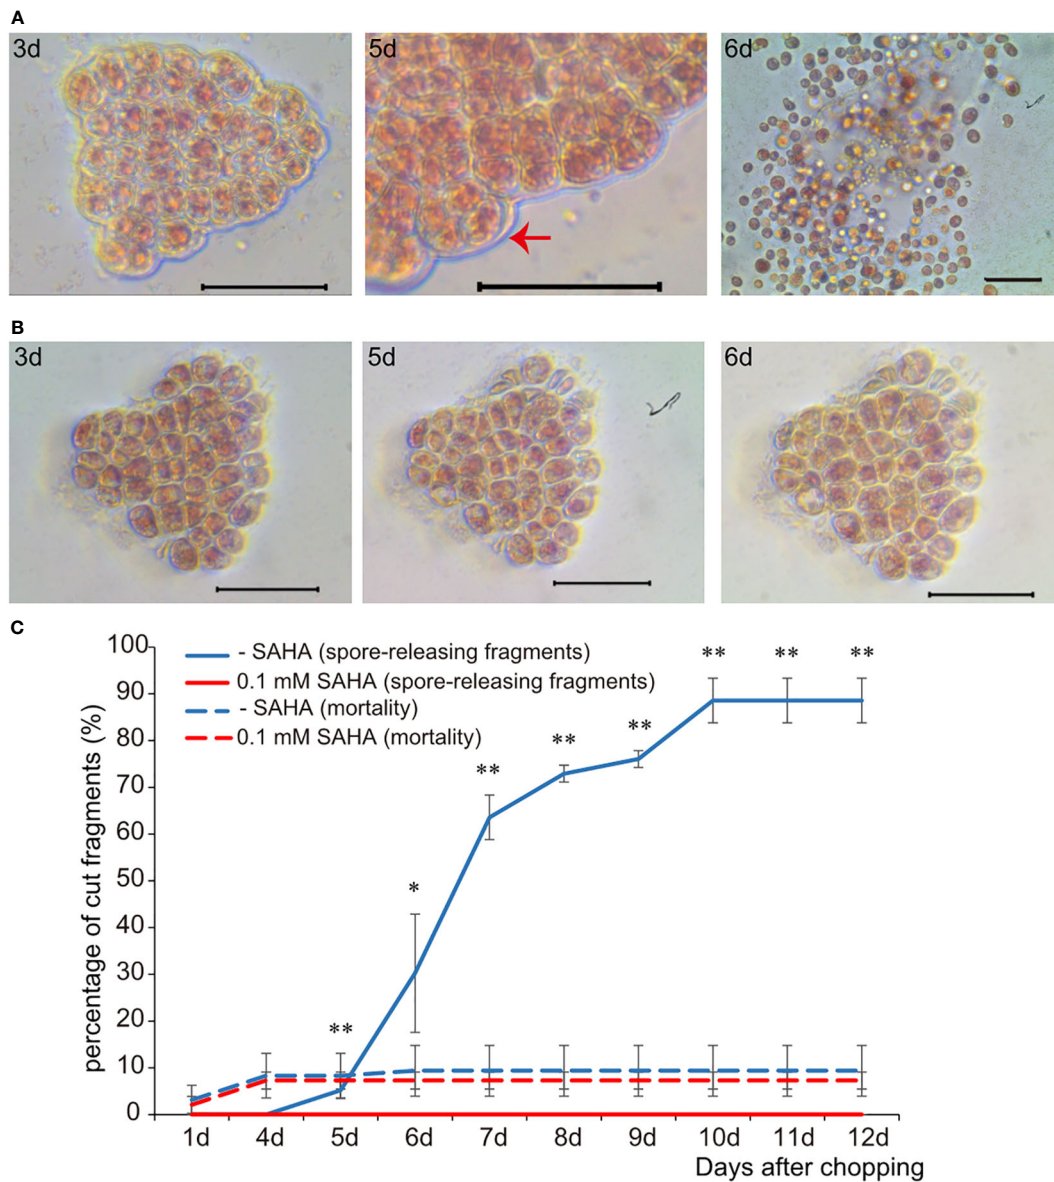 A
3d
5d
6d
B
3d
5d
6d
C
percentage of cut fragments (%)
100
90
80
70
60
50
40
30
20
10
0
- SAHA (spore-releasing fragments)
0.1 mM SAHA (spore-releasing fragments)
- SAHA (mortality)
0.1 mM SAHA (mortality)
**
*
**
**
**
**
**
**
1d 4d 5d 6d 7d 8d 9d 10d 11d 12d
Days after chopping